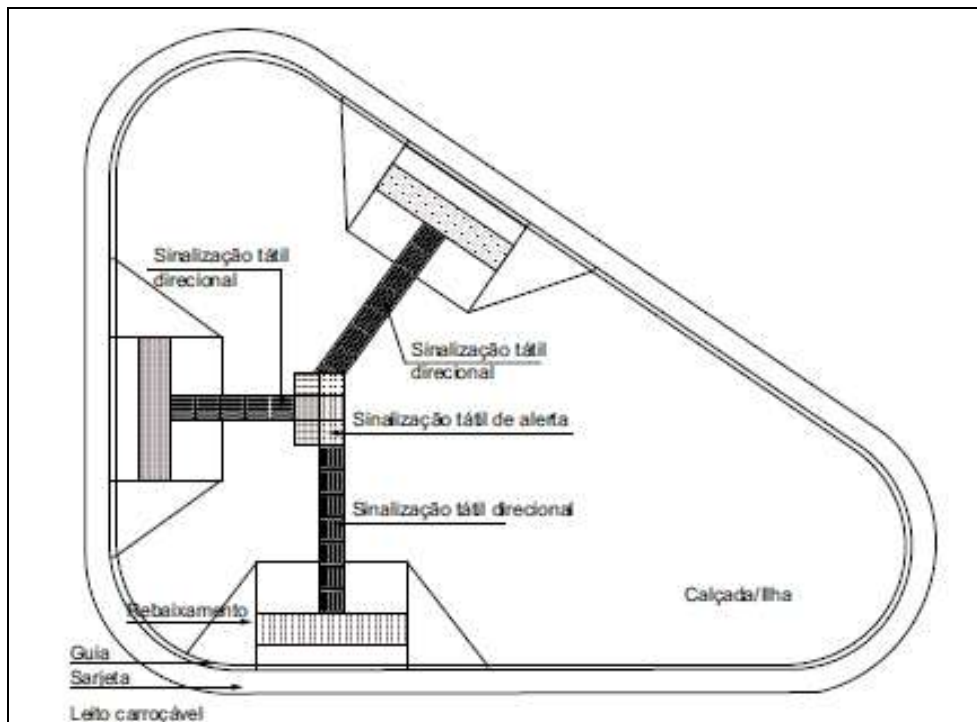 Sinalização tátil
direcional
Sinalização tátil
direcional
Sinalização tátil de alerta
Sinalização tátil direcional
Calçada/Ilha
Rebaixamento
Guia
Sarjeta
Leito carroçável